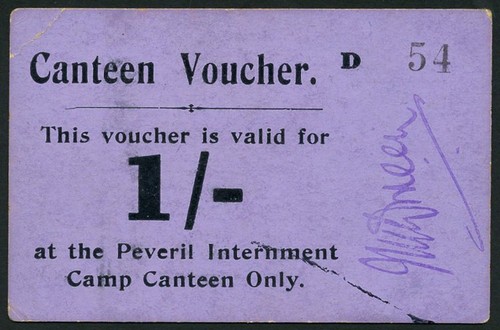 Canteen Voucher. D 54
This voucher is valid for
1/-
at the Peveril Internment
Camp Canteen Only.